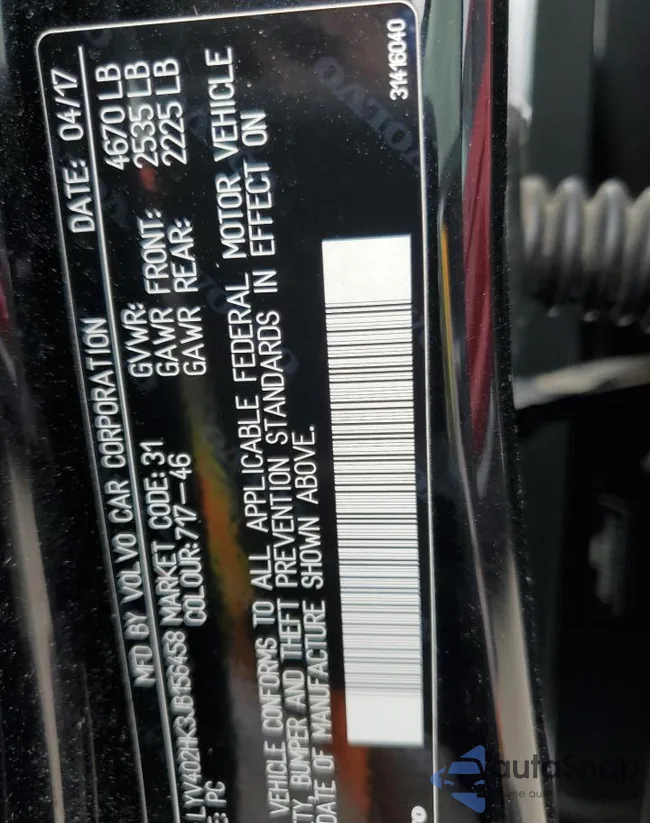 MFD BY VOLVO CAR CORPORATION DATE: 04/17
LYV402HK3JB156458 MARKET CODE: 31 GVWR: 4670 LB
: PC COLOUR: 717-46 GAWR FRONT: 2535 LB
GAWR REAR: 2225 LB
VEHICLE CONFORMS TO ALL APPLICABLE FEDERAL MOTOR VEHICLE
TY, BUMPER AND THEFT PREVENTION STANDARDS IN EFFECT ON
DATE OF MANUFACTURE SHOWN ABOVE.
31416040
VOLVO
autoSnap